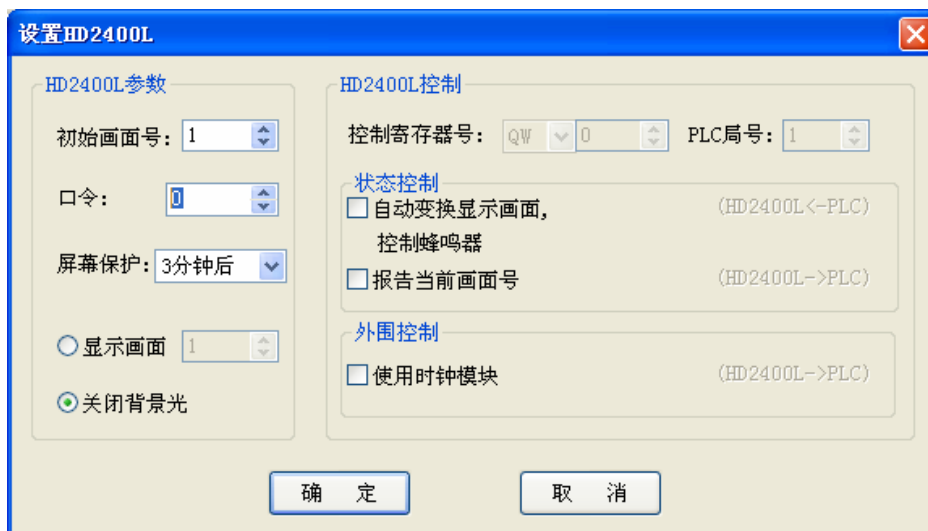 设置HD2400L
HD2400L参数
初始画面号: 1
口令: 0
屏幕保护: 3分钟后
显示画面 1
关闭背景光
HD2400L控制
控制寄存器号: QW 0 PLC局号: 1
状态控制
自动变换显示画面, (HD2400L<-PLC)
控制蜂鸣器
报告当前画面号 (HD2400L->PLC)
外围控制
使用时钟模块 (HD2400L->PLC)
确 定 取 消